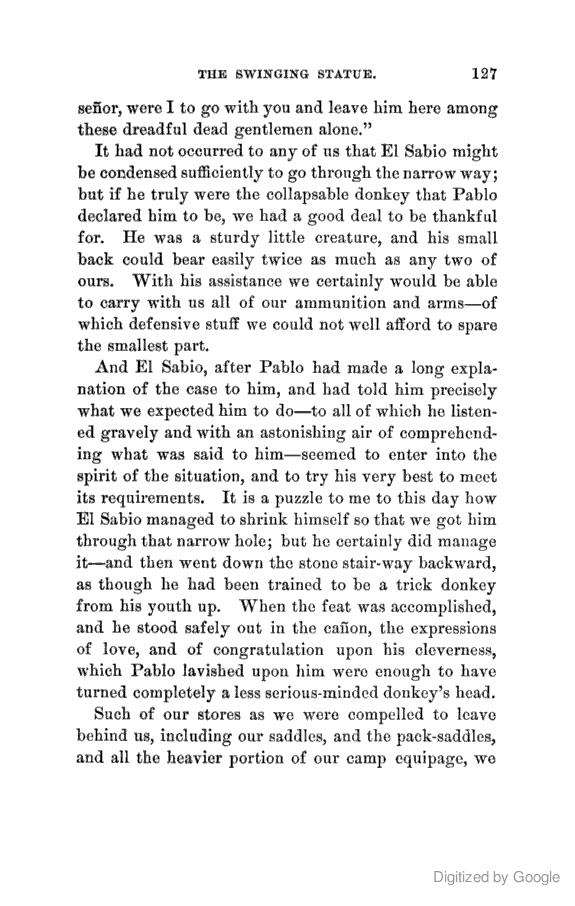 THE SWINGING STATUE. 127
señor, were I to go with you and leave him here among
these dreadful dead gentlemen alone.”
It had not occurred to any of us that El Sabio might
be condensed sufficiently to go through the narrow way;
but if he truly were the collapsable donkey that Pablo
declared him to be, we had a good deal to be thankful
for. He was a sturdy little creature, and his small
back could bear easily twice as much as any two of
ours. With his assistance we certainly would be able
to carry with us all of our ammunition and arms—of
which defensive stuff we could not well afford to spare
the smallest part.
And El Sabio, after Pablo had made a long expla-
nation of the case to him, and had told him precisely
what we expected him to do—to all of which he listen-
ed gravely and with an astonishing air of comprehend-
ing what was said to him—seemed to enter into the
spirit of the situation, and to try his very best to meet
its requirements. It is a puzzle to me to this day how
El Sabio managed to shrink himself so that we got him
through that narrow hole; but he certainly did manage
it—and then went down the stone stair-way backward,
as though he had been trained to be a trick donkey
from his youth up. When the feat was accomplished,
and he stood safely out in the cañon, the expressions
of love, and of congratulation upon his cleverness,
which Pablo lavished upon him were enough to have
turned completely a less serious-minded donkey’s head.
Such of our stores as we were compelled to leave
behind us, including our saddles, and the pack-saddles,
and all the heavier portion of our camp equipage, we
Digitized by Google